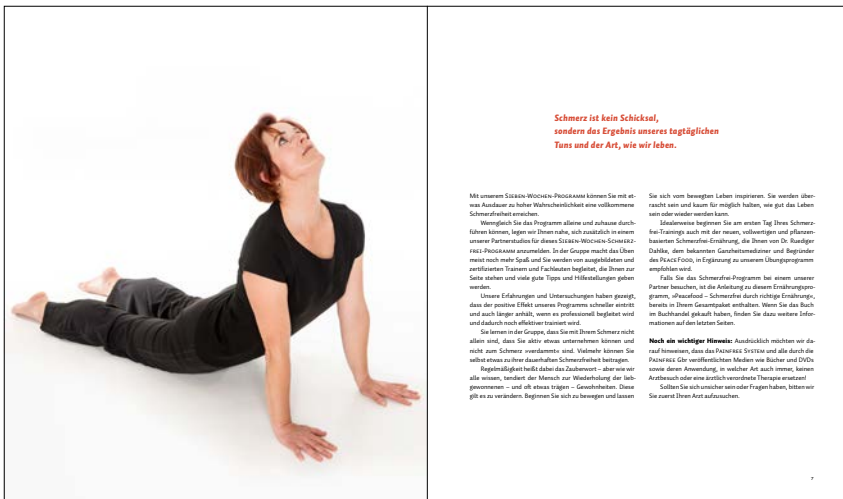 Schmerz ist kein Schicksal,
sondern das Ergebnis unseres tagtäglichen
Tuns und der Art, wie wir leben.
Mit unserem SIEBEN-WOCHEN-PROGRAMM können Sie mit et-
was Ausdauer zu hoher Wahrscheinlichkeit eine vollkommene
Schmerzfreiheit erreichen.
Wenngleich Sie das Programm alleine und zuhause durch-
führen können, legen wir Ihnen nahe, sich zusätzlich in einem
unserer Partnerstudios für dieses SIEBEN-WOCHEN-SCHMERZ-
FREI-PROGRAMM anzumelden. In der Gruppe macht das Üben
meist noch mehr Spaß und Sie werden von ausgebildeten und
zertifizierten Trainern und Fachleuten begleitet, die Ihnen zur
Seite stehen und viele gute Tipps und Hilfestellungen geben
werden.
Unsere Erfahrungen und Untersuchungen haben gezeigt,
dass der positive Effekt unseres Programms schneller eintritt
und auch länger anhält, wenn es professionell begleitet wird
und dadurch noch effektiver trainiert wird.
Sie lernen in der Gruppe, dass Sie mit Ihrem Schmerz nicht
allein sind, dass Sie aktiv etwas unternehmen können und
nicht zum Schmerz »verdammt« sind. Vielmehr können Sie
selbst etwas zu ihrer dauerhaften Schmerzfreiheit beitragen.
Regelmäßigkeit heißt dabei das Zauberwort – aber wie wir
alle wissen, tendiert der Mensch zur Wiederholung der lieb-
gewonnenen – und oft etwas trägen – Gewohnheiten. Diese
gilt es zu verändern. Beginnen Sie sich zu bewegen und lassen
Sie sich vom bewegten Leben inspirieren. Sie werden über-
rascht sein und kaum für möglich halten, wie gut das Leben
sein oder wieder werden kann.
Idealerweise beginnen Sie am ersten Tag Ihres Schmerz-
frei-Trainings auch mit der neuen, vollwertigen und pflanzen-
basierten Schmerzfrei-Ernährung, die Ihnen von Dr. Ruediger
Dahlke, dem bekannten Ganzheitsmediziner und Begründer
des PEACE FOOD, in Ergänzung zu unserem Übungsprogramm
empfohlen wird.
Falls Sie das Schmerzfrei-Programm bei einem unserer
Partner besuchen, ist die Anleitung zu diesem Ernährungspro-
gramm, »Peacefood – Schmerzfrei durch richtige Ernährung«,
bereits in Ihrem Gesamtpaket enthalten. Wenn Sie das Buch
im Buchhandel gekauft haben, finden Sie dazu weitere Infor-
mationen auf den letzten Seiten.
Noch ein wichtiger Hinweis: Ausdrücklich möchten wir da-
rauf hinweisen, dass das PAINFREE SYSTEM und alle durch die
PAINFREE Gbr veröffentlichten Medien wie Bücher und DVDs
sowie deren Anwendung, in welcher Art auch immer, keinen
Arztbesuch oder eine ärztlich verordnete Therapie ersetzen!
Sollten Sie sich unsicher sein oder Fragen haben, bitten wir
Sie zuerst Ihren Arzt aufzusuchen.
7